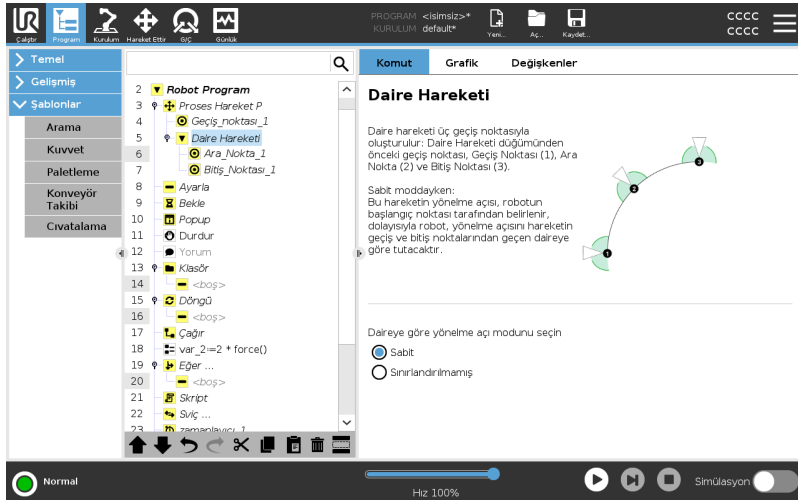 Çalıştır
Program
Kurulum
Hareket Ettir
G/Ç
Günlük
PROGRAM <isimsiz>*
KURULUM default*
Yeni...
Aç...
Kaydet...
cccc
cccc
Temel
Gelişmiş
Şablonlar
Arama
Kuvvet
Paletleme
Konveyör
Takibi
Cıvatalama
2 Robot Program
3 Proses Hareket P
4 Geçiş_noktası_1
5 Daire Hareketi
6 Ara_Nokta_1
7 Bitiş_Noktası_1
8 Ayarla
9 Bekle
10 Popup
11 Durdur
12 Yorum
13 Klasör
14 <boş>
15 Döngü
16 <boş>
17 Çağır
18 var_2≔2 * force()
19 Eğer ...
20 <boş>
21 Skript
22 Sviç ...
23 zamanlayıcı_1
Komut
Grafik
Değişkenler
Daire Hareketi
Daire hareketi üç geçiş noktasıyla
oluşturulur: Daire Hareketi düğümünden
önceki geçiş noktası, Geçiş Noktası (1), Ara
Nokta (2) ve Bitiş Noktası (3).
Sabit moddayken:
Bu hareketin yönelme açısı, robotun
başlangıç noktası tarafından belirlenir,
dolayısıyla robot, yönelme açısını hareketin
geçiş ve bitiş noktalarından geçen daireye
göre tutacaktır.
1
2
3
Daireye göre yönelme açı modunu seçin
Sabit
Sınırlandırılmamış
Normal
Hız 100%
Simülasyon